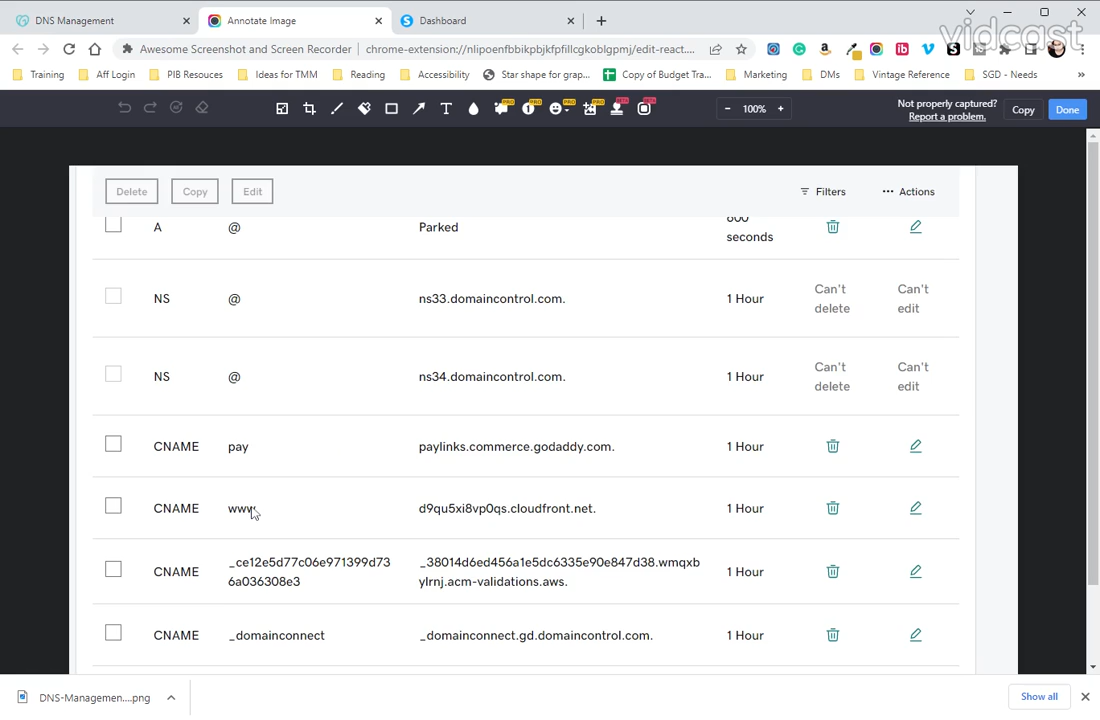 DNS Management
Annotate Image
Dashboard
vidcast
Awesome Screenshot and Screen Recorder
chrome-extension://nlipoenfbbikpbjkfpfillcgkoblgpmj/edit-react....
Training
Aff Login
PIB Resouces
Ideas for TMM
Reading
Accessibility
Star shape for grap...
Copy of Budget Tra...
Marketing
DMs
Vintage Reference
SGD - Needs
»
- 100% +
Not properly captured?
Report a problem.
Copy
Done
Delete
Copy
Edit
Filters
Actions
A @ Parked 600 seconds
NS @ ns33.domaincontrol.com. 1 Hour Can't delete Can't edit
NS @ ns34.domaincontrol.com. 1 Hour Can't delete Can't edit
CNAME pay paylinks.commerce.godaddy.com. 1 Hour
CNAME www d9qu5xi8vp0qs.cloudfront.net. 1 Hour
CNAME _ce12e5d77c06e971399d73 6a036308e3 _38014d6ed456a1e5dc6335e90e847d38.wmqxb ylrnj.acm-validations.aws. 1 Hour
CNAME _domainconnect _domainconnect.gd.domaincontrol.com. 1 Hour
DNS-Managemen....png
Show all